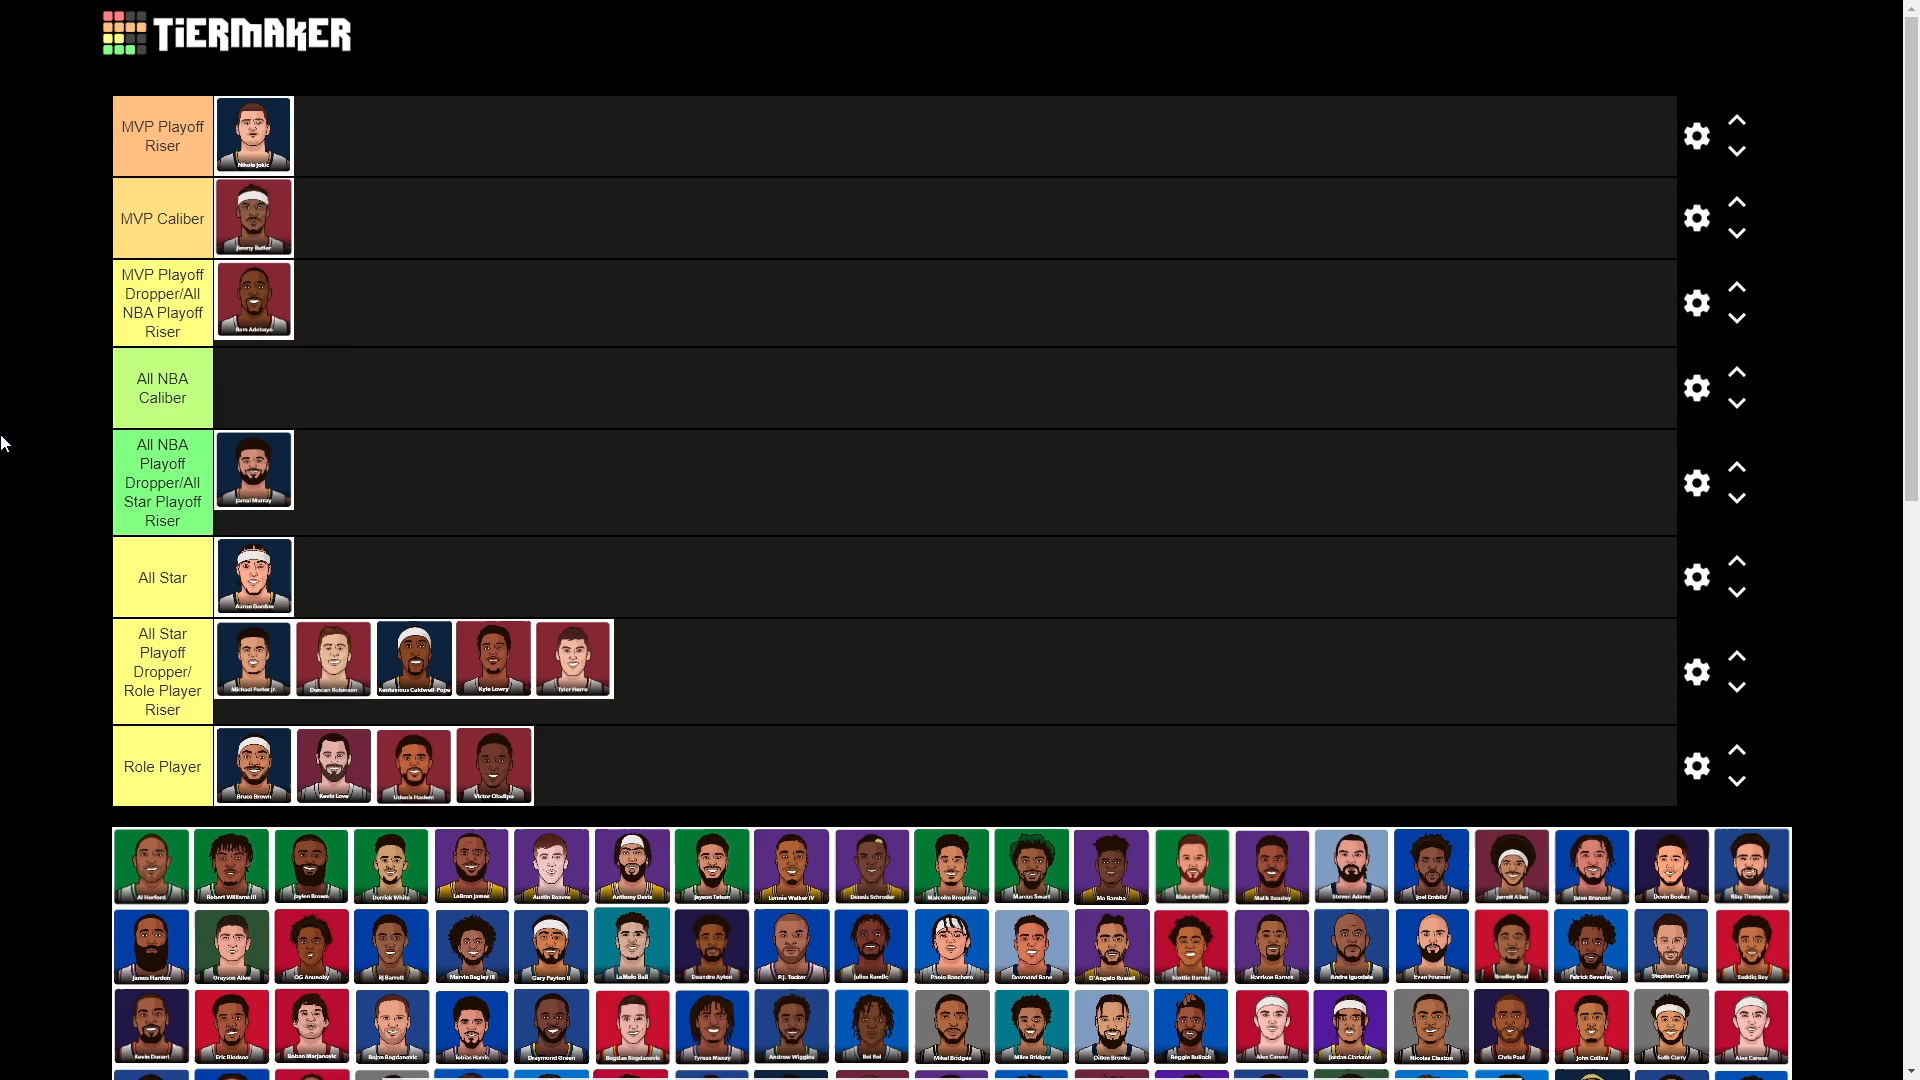 TiERMAKER
MVP Playoff
Riser
Nikola Jokic
MVP Caliber
Jimmy Butler
MVP Playoff
Dropper/All
NBA Playoff
Riser
Bam Adebayo
All NBA
Caliber
All NBA
Playoff
Dropper/All
Star Playoff
Riser
Jamal Murray
All Star
Aaron Gordon
All Star
Playoff
Dropper/
Role Player
Riser
Michael Porter Jr. Duncan Robinson Kentavious Caldwell-Pope Kyle Lowry Tyler Herro
Role Player
Bruce Brown Kevin Love Udonis Haslem Victor Oladipo
Al Horford Robert Williams III Jaylen Brown Derrick White LeBron James Austin Reaves Anthony Davis Jayson Tatum Lonnie Walker IV Dennis Schroder Malcolm Brogdon Marcus Smart Mo Bamba Blake Griffin Malik Beasley Steven Adams Joel Embiid Jarrett Allen Jalen Brunson Devin Booker Klay Thompson
James Harden Grayson Allen OG Anunoby RJ Barrett Marvin Bagley III Gary Payton II LaMelo Ball Deandre Ayton P.J. Tucker Julius Randle Paolo Banchero Desmond Bane D'Angelo Russell Scottie Barnes Harrison Barnes Andre Iguodala Evan Fournier Bradley Beal Patrick Beverley Stephen Curry Saddiq Bey
Kevin Durant Eric Bledsoe Boban Marjanovic Bojan Bogdanovic Tobias Harris Draymond Green Bogdan Bogdanovic Tyrese Maxey Andrew Wiggins Bol Bol Mikal Bridges Miles Bridges Dillon Brooks Reggie Bullock Alex Caruso Jordan Clarkson Nicolas Claxton Chris Paul John Collins Seth Curry Alex Caruso